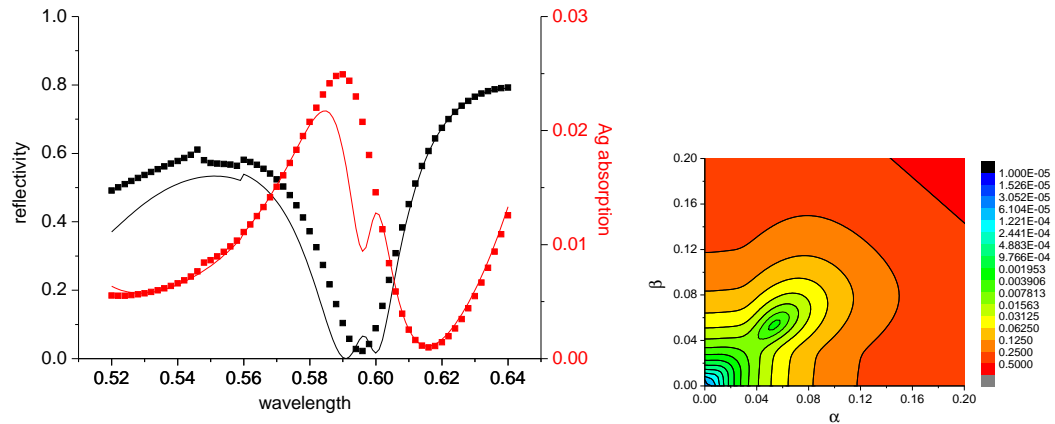 1.0
0.8
0.6
0.4
0.2
0.0
reflectivity
0.03
0.02
0.01
0.00
Ag absorption
0.52 0.54 0.56 0.58 0.60 0.62 0.64
wavelength
0.20
0.16
0.12
0.08
0.04
0.00
β
0.00 0.04 0.08 0.12 0.16 0.20
α
1.000E-05
1.526E-05
3.052E-05
6.104E-05
1.221E-04
2.441E-04
4.883E-04
9.766E-04
0.001953
0.003906
0.007813
0.01563
0.03125
0.06250
0.1250
0.2500
0.5000